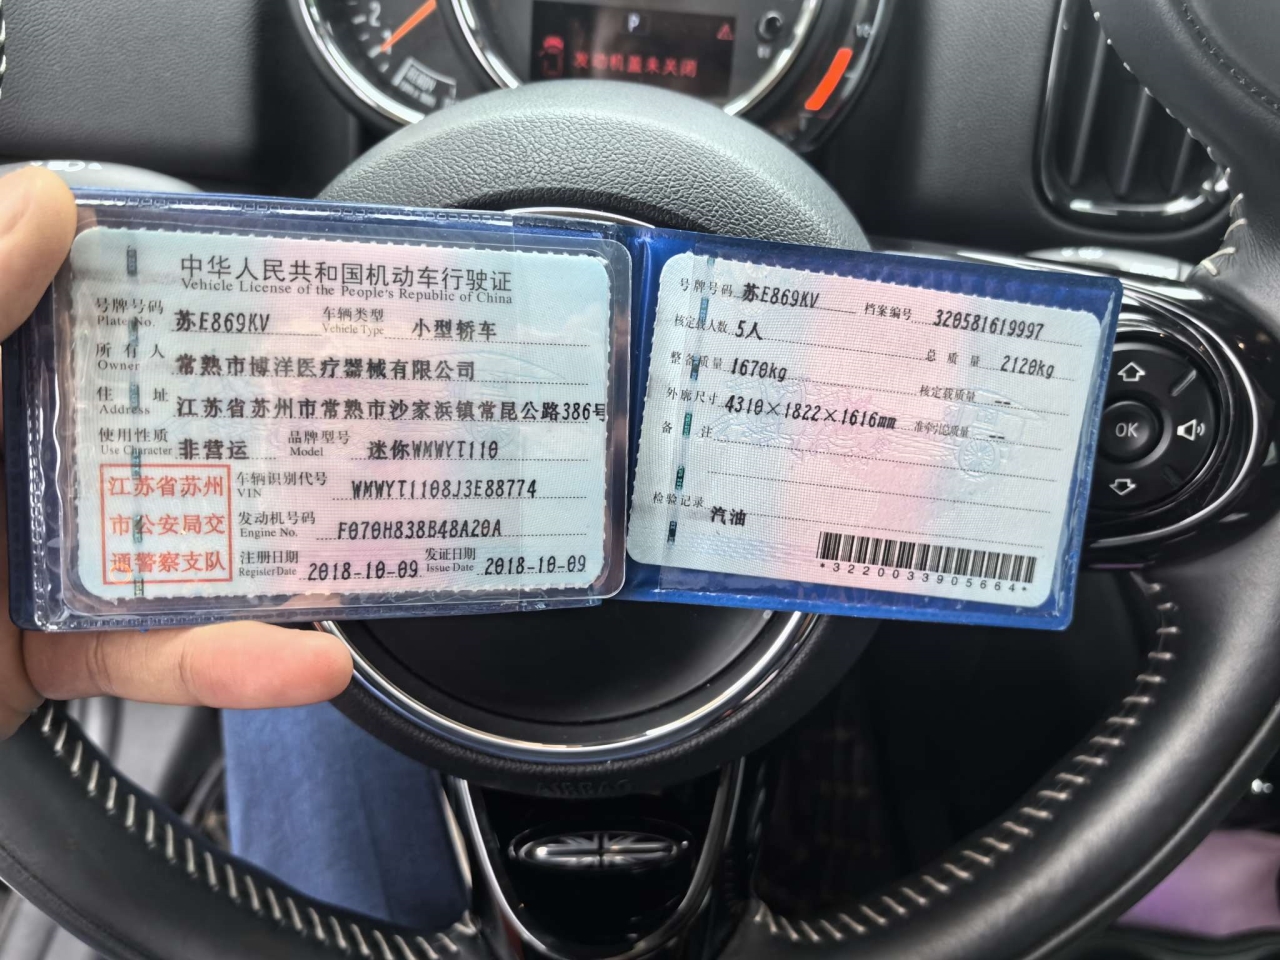 P
发动机盖未关闭
READY
中华人民共和国机动车行驶证
Vehicle License of the People's Republic of China
号牌号码 苏E869KV 车辆类型 小型轿车
Plate No. Vehicle Type
所有人 常熟市博洋医疗器械有限公司
Owner
住址 江苏省苏州市常熟市沙家浜镇常昆公路386号
Address
使用性质 非营运 品牌型号 迷你WMWYT110
Use Character Model
江苏省苏州
市公安局交
通警察支队
车辆识别代号 WMWYT1108J3E88774
VIN
发动机号码 F070H838B48A20A
Engine No.
注册日期 2018-10-09 发证日期 2018-10-09
Register Date Issue Date
号牌号码 苏E869KV 档案编号 320581619997
核定载人数 5人 总质量 2120kg
整备质量 1670kg 核定载质量 --
外廓尺寸 4310×1822×1616mm 准牵引总质量 --
备注
检验记录 汽油
*3220033905664*
OK